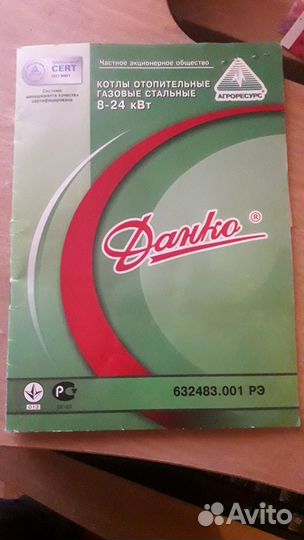 CERT
ISO 9001
Система
менеджмента качества
сертифицирована
Частное акционерное общество
КОТЛЫ ОТОПИТЕЛЬНЫЕ
ГАЗОВЫЕ СТАЛЬНЫЕ
8-24 кВт
АГРОРЕСУРС
Данко ®
632483.001 РЭ
Avito